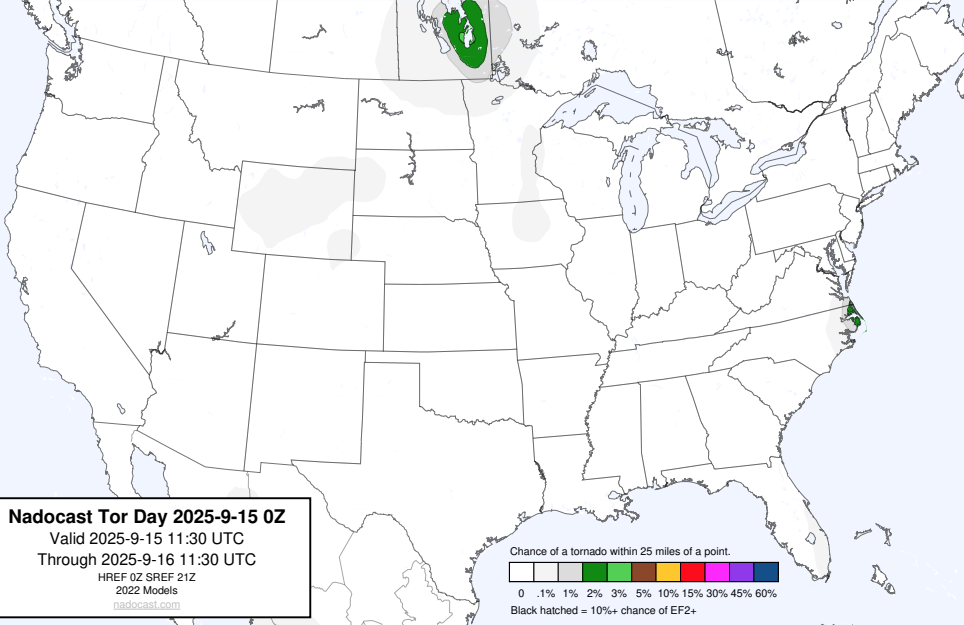 Nadocast Tor Day 2025-9-15 0Z
Valid 2025-9-15 11:30 UTC
Through 2025-9-16 11:30 UTC
HREF 0Z SREF 21Z
2022 Models
nadocast.com
Chance of a tornado within 25 miles of a point.
0 .1% 1% 2% 3% 5% 10% 15% 30% 45% 60%
Black hatched = 10%+ chance of EF2+